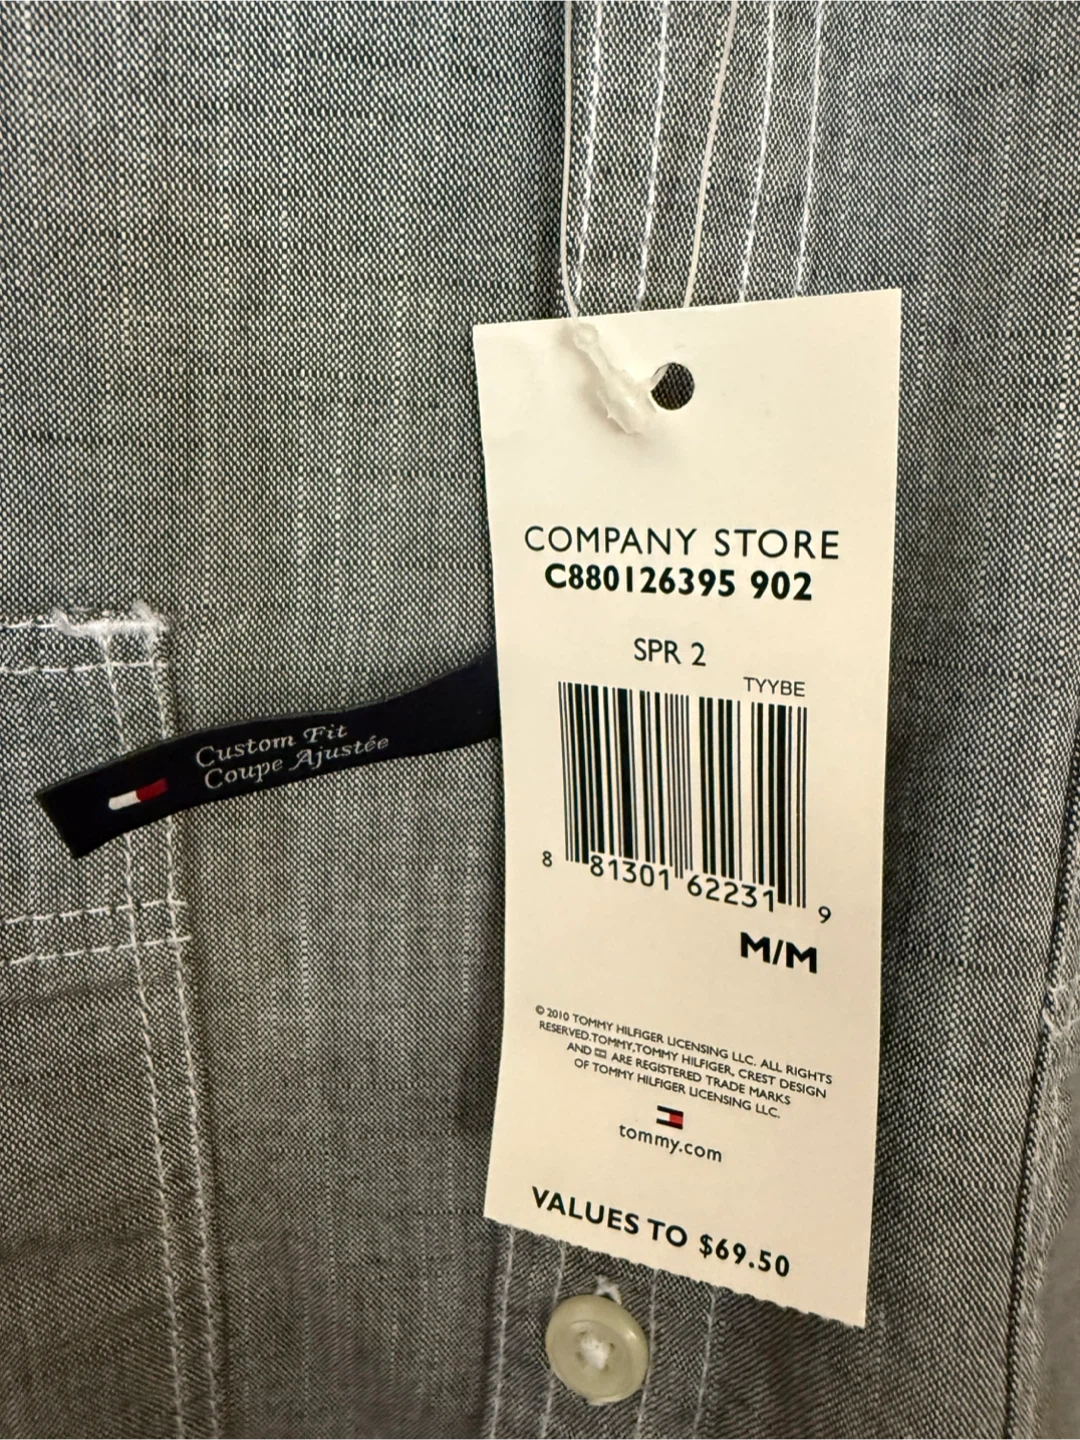 COMPANY STORE
C880126395 902
SPR 2
TYYBE
8 81301 62231 9
M/M
© 2010 TOMMY HILFIGER LICENSING LLC. ALL RIGHTS
RESERVED.TOMMY,TOMMY HILFIGER, CREST DESIGN
AND ARE REGISTERED TRADE MARKS
OF TOMMY HILFIGER LICENSING LLC.
tommy.com
VALUES TO $69.50
Custom Fit
Coupe Ajustée